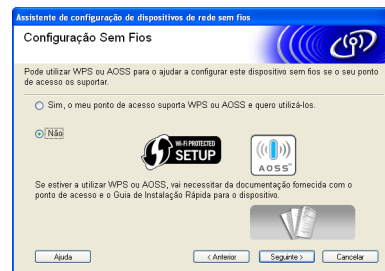 Assistente de configuração de dispositivos de rede sem fios
Configuração Sem Fios
Pode utilizar WPS ou AOSS para o ajudar a configurar este dispositivo sem fios se o seu ponto
de acesso os suportar.
Sim, o meu ponto de acesso suporta WPS ou AOSS e quero utilizá-los.
Não
WI-FI PROTECTED
SETUP
AOSS
Se estiver a utilizar WPS ou AOSS, vai necessitar da documentação fornecida com o
ponto de acesso e o Guia de Instalação Rápida para o dispositivo.
Ajuda
< Anterior
Seguinte >
Cancelar